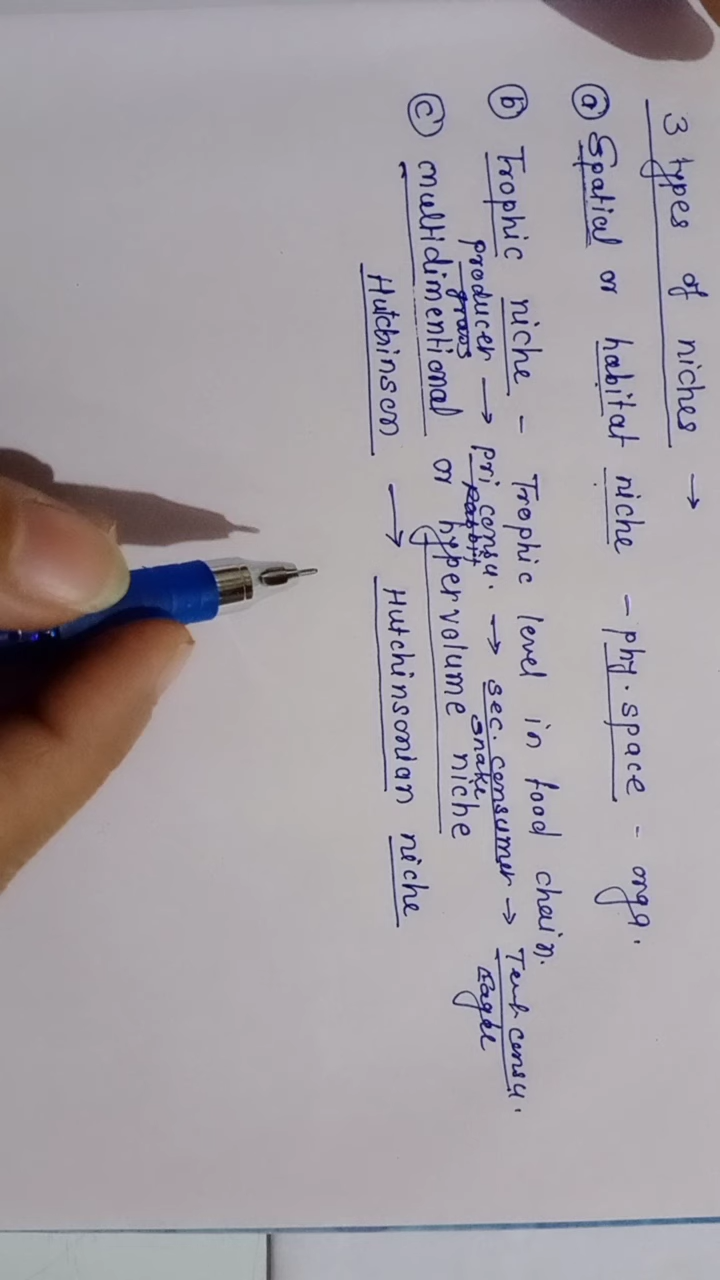 3 types of niches →
ⓐ Spatial or habitat niche - phy. space - orga.
ⓑ Trophic niche - Trophic level in food chain.
producer → pri consu. → sec. consumer → Tert consu.
grass rabbit snake Eagle
ⓒ multidimentional or hypervolume niche
Hutchinson → Hutchinsonian niche